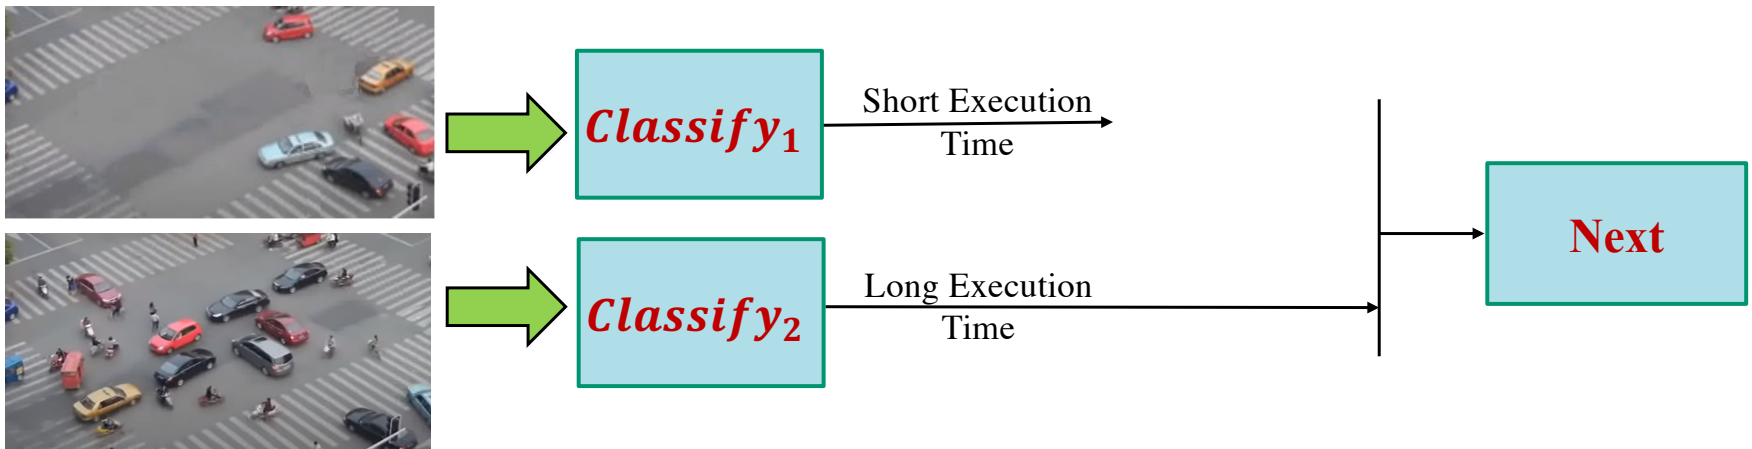 Classify₁
Short Execution
Time
Classify₂
Long Execution
Time
Next